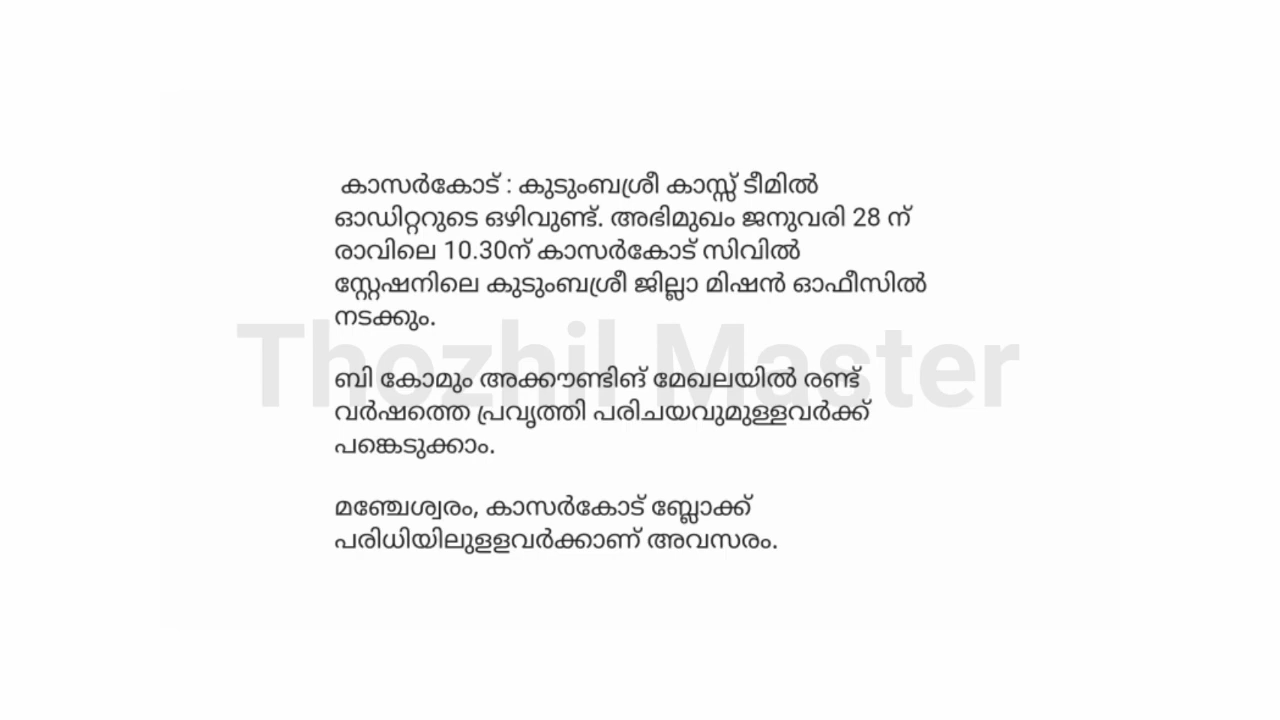 കാസർകോട് : കുടുംബശ്രീ കാസ്സ് ടീമിൽ
ഓഡിറ്ററുടെ ഒഴിവുണ്ട്. അഭിമുഖം ജനുവരി 28 ന്
രാവിലെ 10.30ന് കാസർകോട് സിവിൽ
സ്റ്റേഷനിലെ കുടുംബശ്രീ ജില്ലാ മിഷൻ ഓഫീസിൽ
നടക്കും.
Thozhil Master
ബി കോമും അക്കൗണ്ടിങ് മേഖലയിൽ രണ്ട്
വർഷത്തെ പ്രവൃത്തി പരിചയവുമുള്ളവർക്ക്
പങ്കെടുക്കാം.
മഞ്ചേശ്വരം, കാസർകോട് ബ്ലോക്ക്
പരിധിയിലുളളവർക്കാണ് അവസരം.